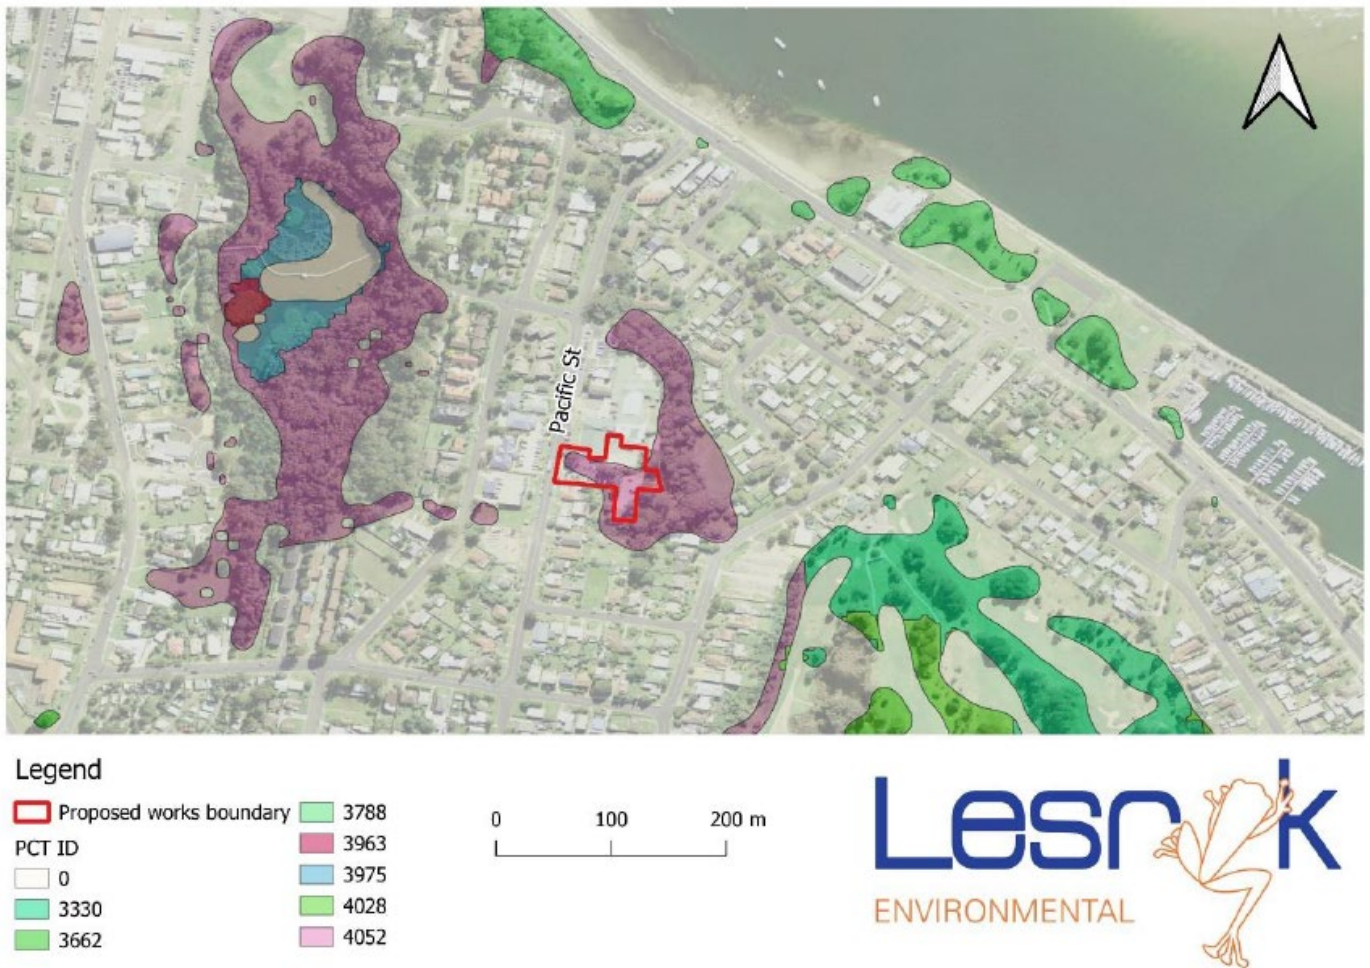 Pacific St
Legend
Proposed works boundary
PCT ID
0
3330
3662
3788
3963
3975
4028
4052
0 100 200 m
Lesrk
ENVIRONMENTAL